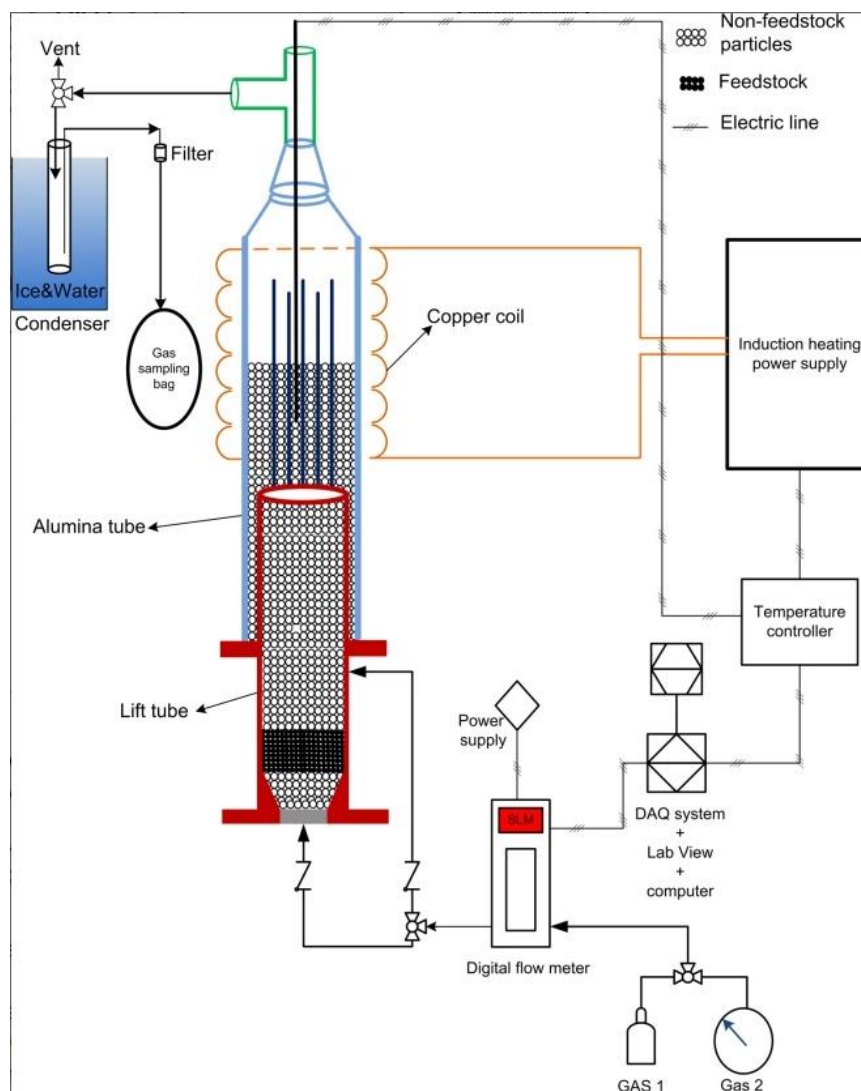 Vent
Non-feedstock
particles
Feedstock
Electric line
Filter
Ice&Water
Condenser
Gas
sampling
bag
Copper coil
Induction heating
power supply
Alumina tube
Temperature
controller
Lift tube
Power
supply
SLM
DAQ system
+
Lab View
+
computer
Digital flow meter
GAS 1
Gas 2